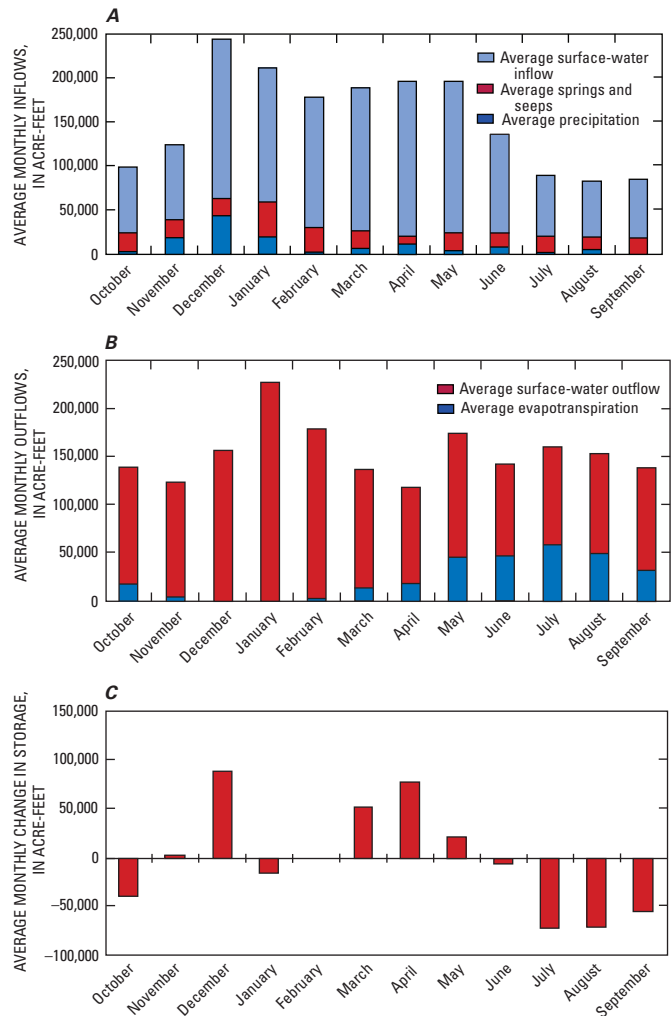 A
AVERAGE MONTHLY INFLOWS,
IN ACRE-FEET
250,000
200,000
150,000
100,000
50,000
0
Average surface-water
inflow
Average springs and
seeps
Average precipitation
October
November
December
January
February
March
April
May
June
July
August
September
B
AVERAGE MONTHLY OUTFLOWS,
IN ACRE-FEET
250,000
200,000
150,000
100,000
50,000
0
Average surface-water outflow
Average evapotranspiration
October
November
December
January
February
March
April
May
June
July
August
September
C
AVERAGE MONTHLY CHANGE IN STORAGE,
IN ACRE-FEET
150,000
100,000
50,000
0
−50,000
−100,000
October
November
December
January
February
March
April
May
June
July
August
September